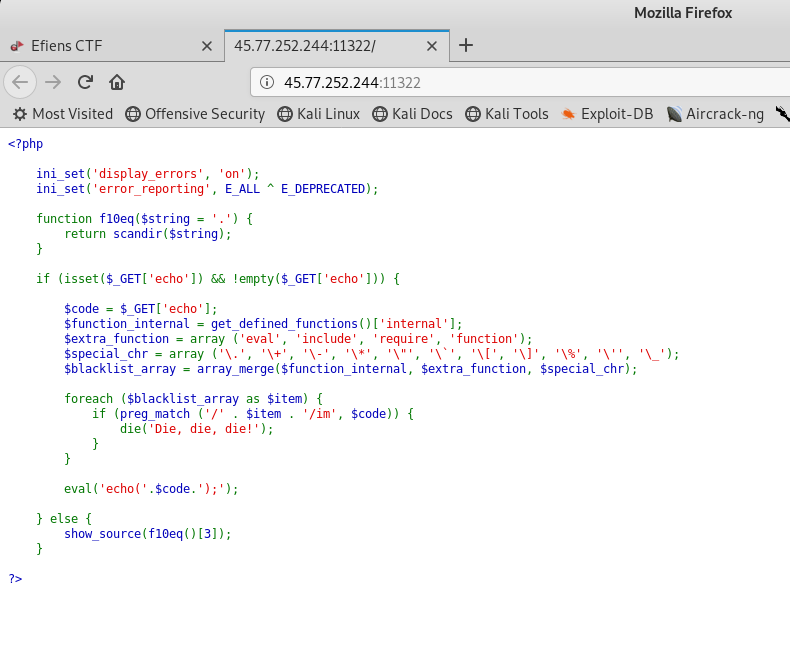 Mozilla Firefox
Efiens CTF
45.77.252.244:11322/
45.77.252.244:11322
Most Visited Offensive Security Kali Linux Kali Docs Kali Tools Exploit-DB Aircrack-ng
<?php
ini_set('display_errors', 'on');
ini_set('error_reporting', E_ALL ^ E_DEPRECATED);
function f10eq($string = '.') {
return scandir($string);
}
if (isset($_GET['echo']) && !empty($_GET['echo'])) {
$code = $_GET['echo'];
$function_internal = get_defined_functions()['internal'];
$extra_function = array ('eval', 'include', 'require', 'function');
$special_chr = array ('\.', '\+', '\-', '\*', '\"', '\`', '\[', '\]', '\%', '\'', '\_');
$blacklist_array = array_merge($function_internal, $extra_function, $special_chr);
foreach ($blacklist_array as $item) {
if (preg_match ('/' . $item . '/im', $code)) {
die('Die, die, die!');
}
}
eval('echo('.$code.');');
} else {
show_source(f10eq()[3]);
}
?>